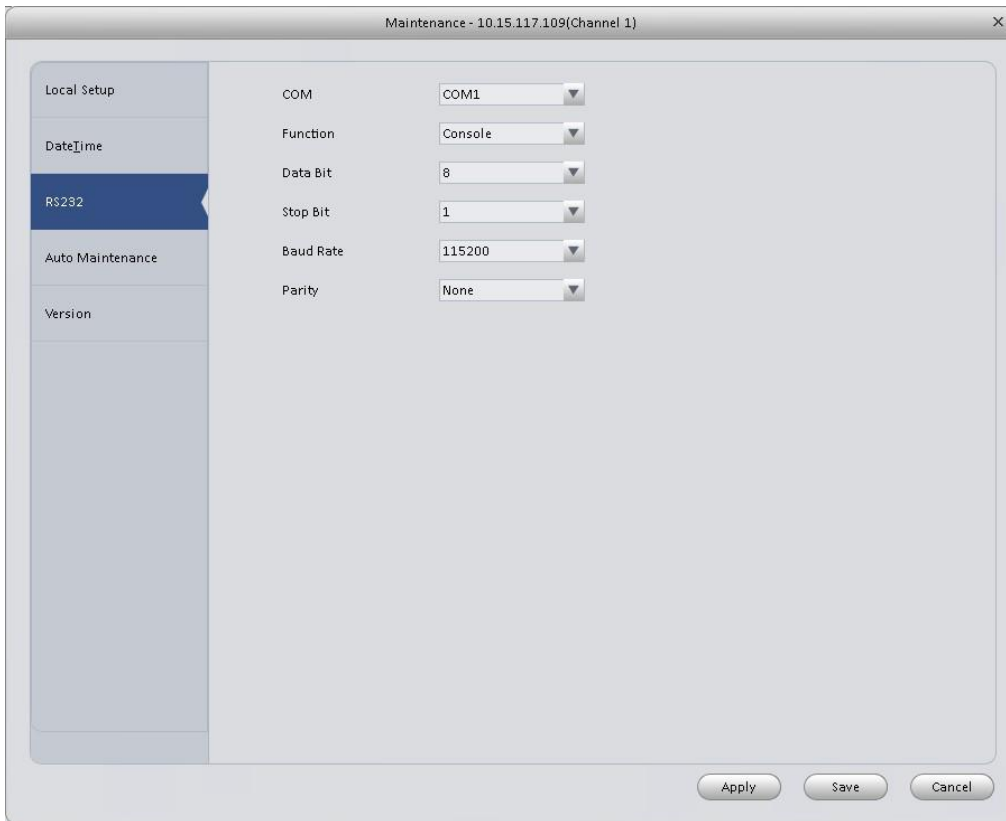 Maintenance - 10.15.117.109(Channel 1)
Local Setup
DateTime
RS232
Auto Maintenance
Version
COM COM1
Function Console
Data Bit 8
Stop Bit 1
Baud Rate 115200
Parity None
Apply Save Cancel